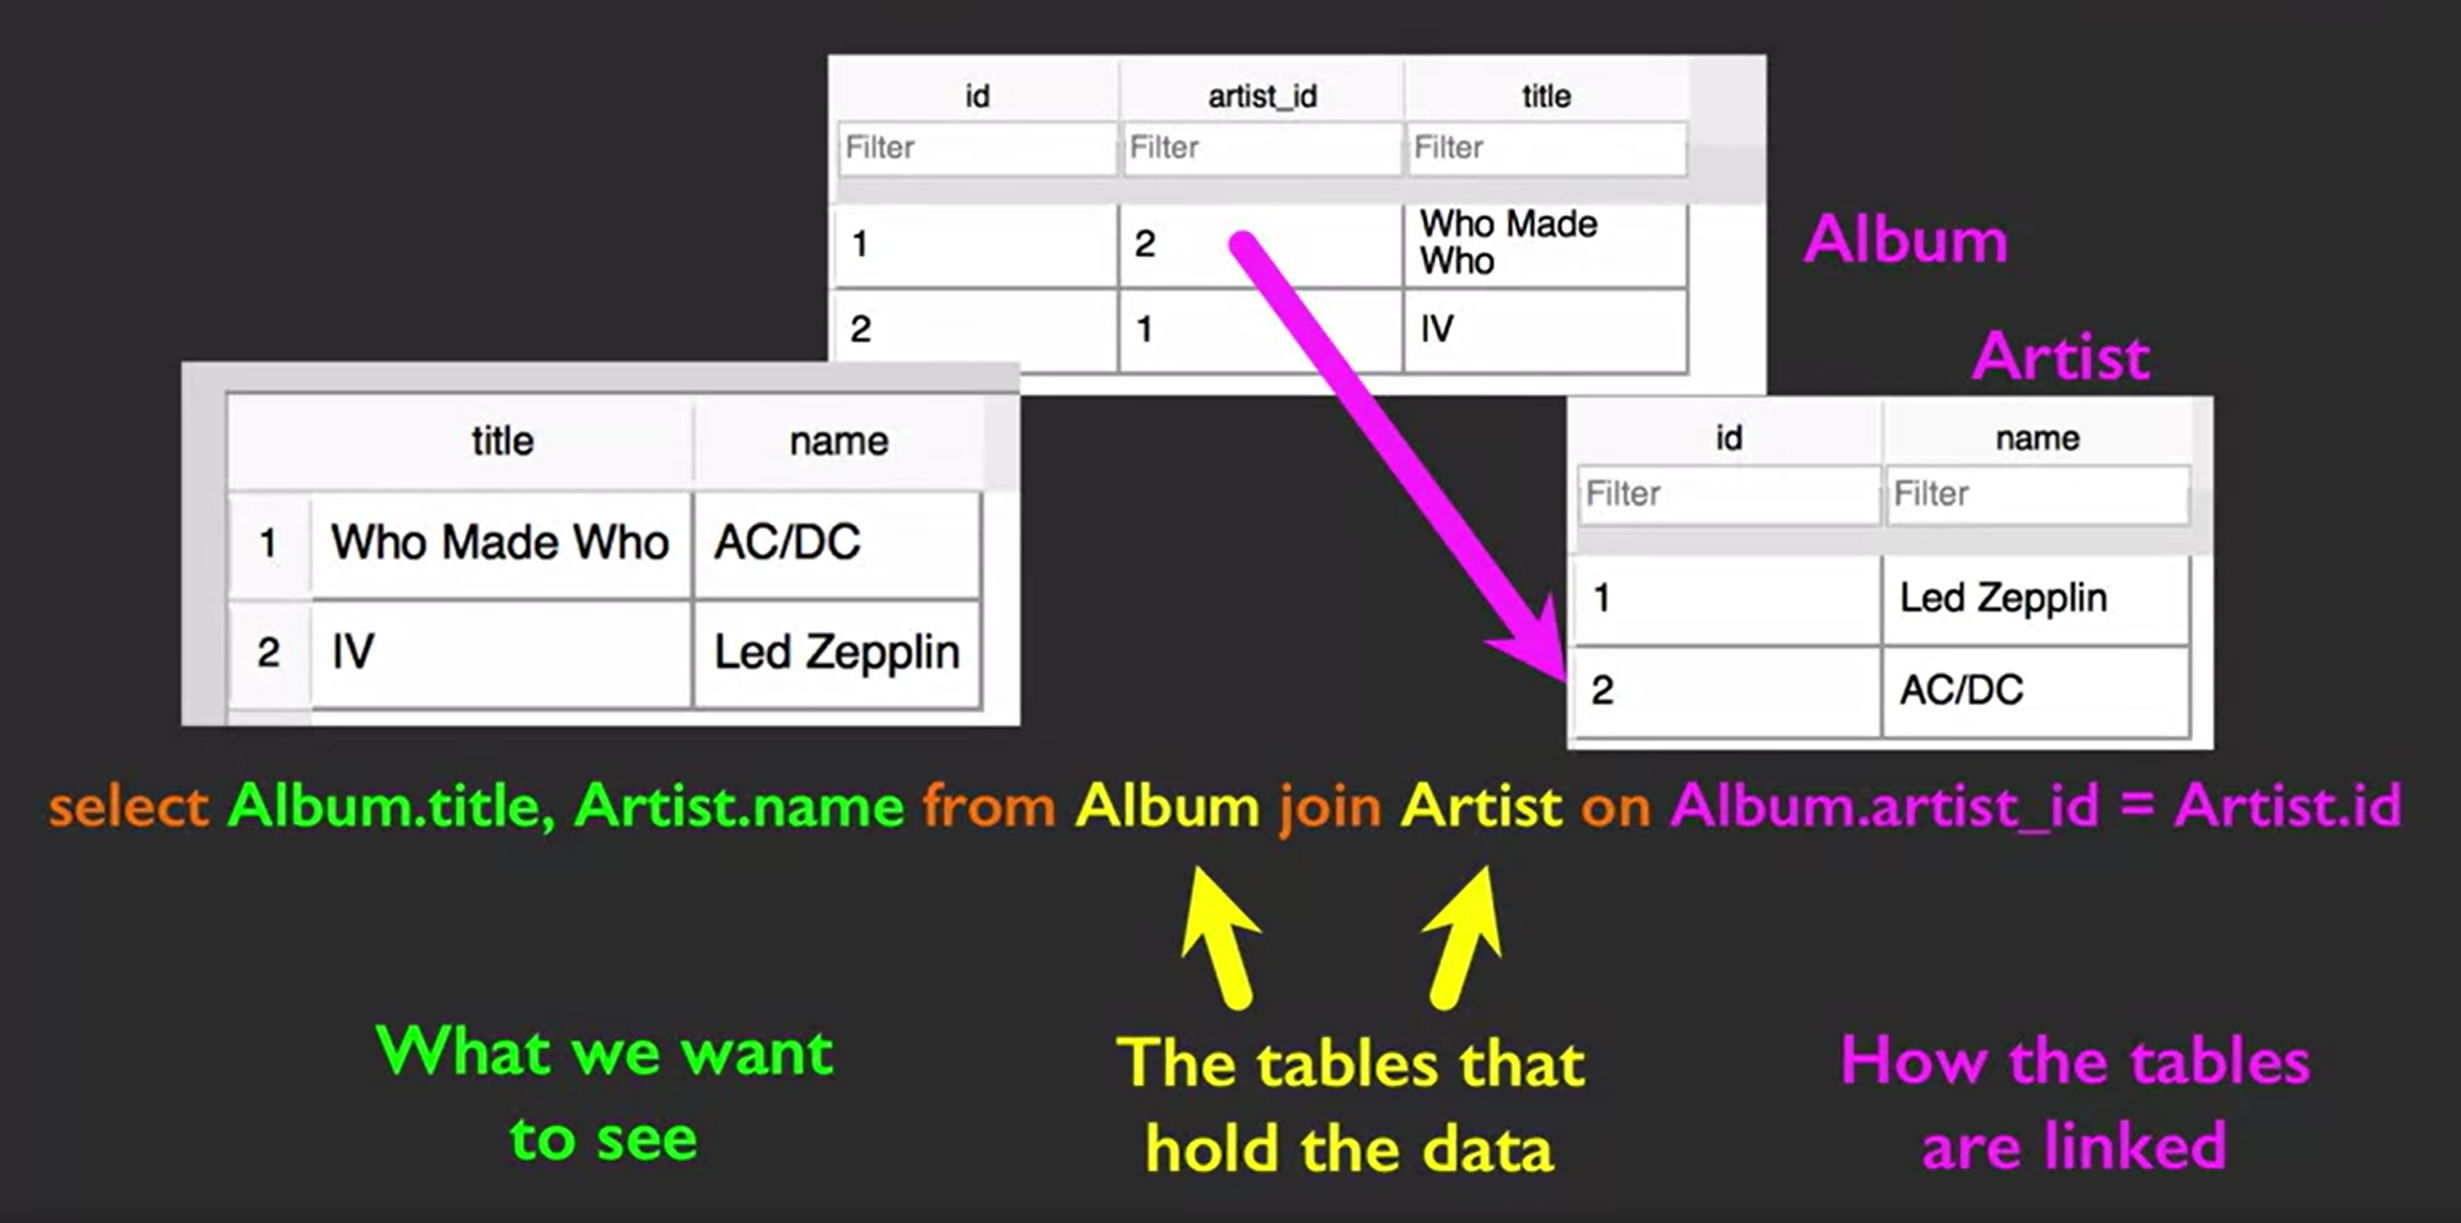 id artist_id title
Filter Filter Filter
1 2 Who Made
Who
2 1 IV
Album
Artist
title name
1 Who Made Who AC/DC
2 IV Led Zepplin
id name
Filter Filter
1 Led Zepplin
2 AC/DC
select Album.title, Artist.name from Album join Artist on Album.artist_id = Artist.id
What we want
to see
The tables that
hold the data
How the tables
are linked